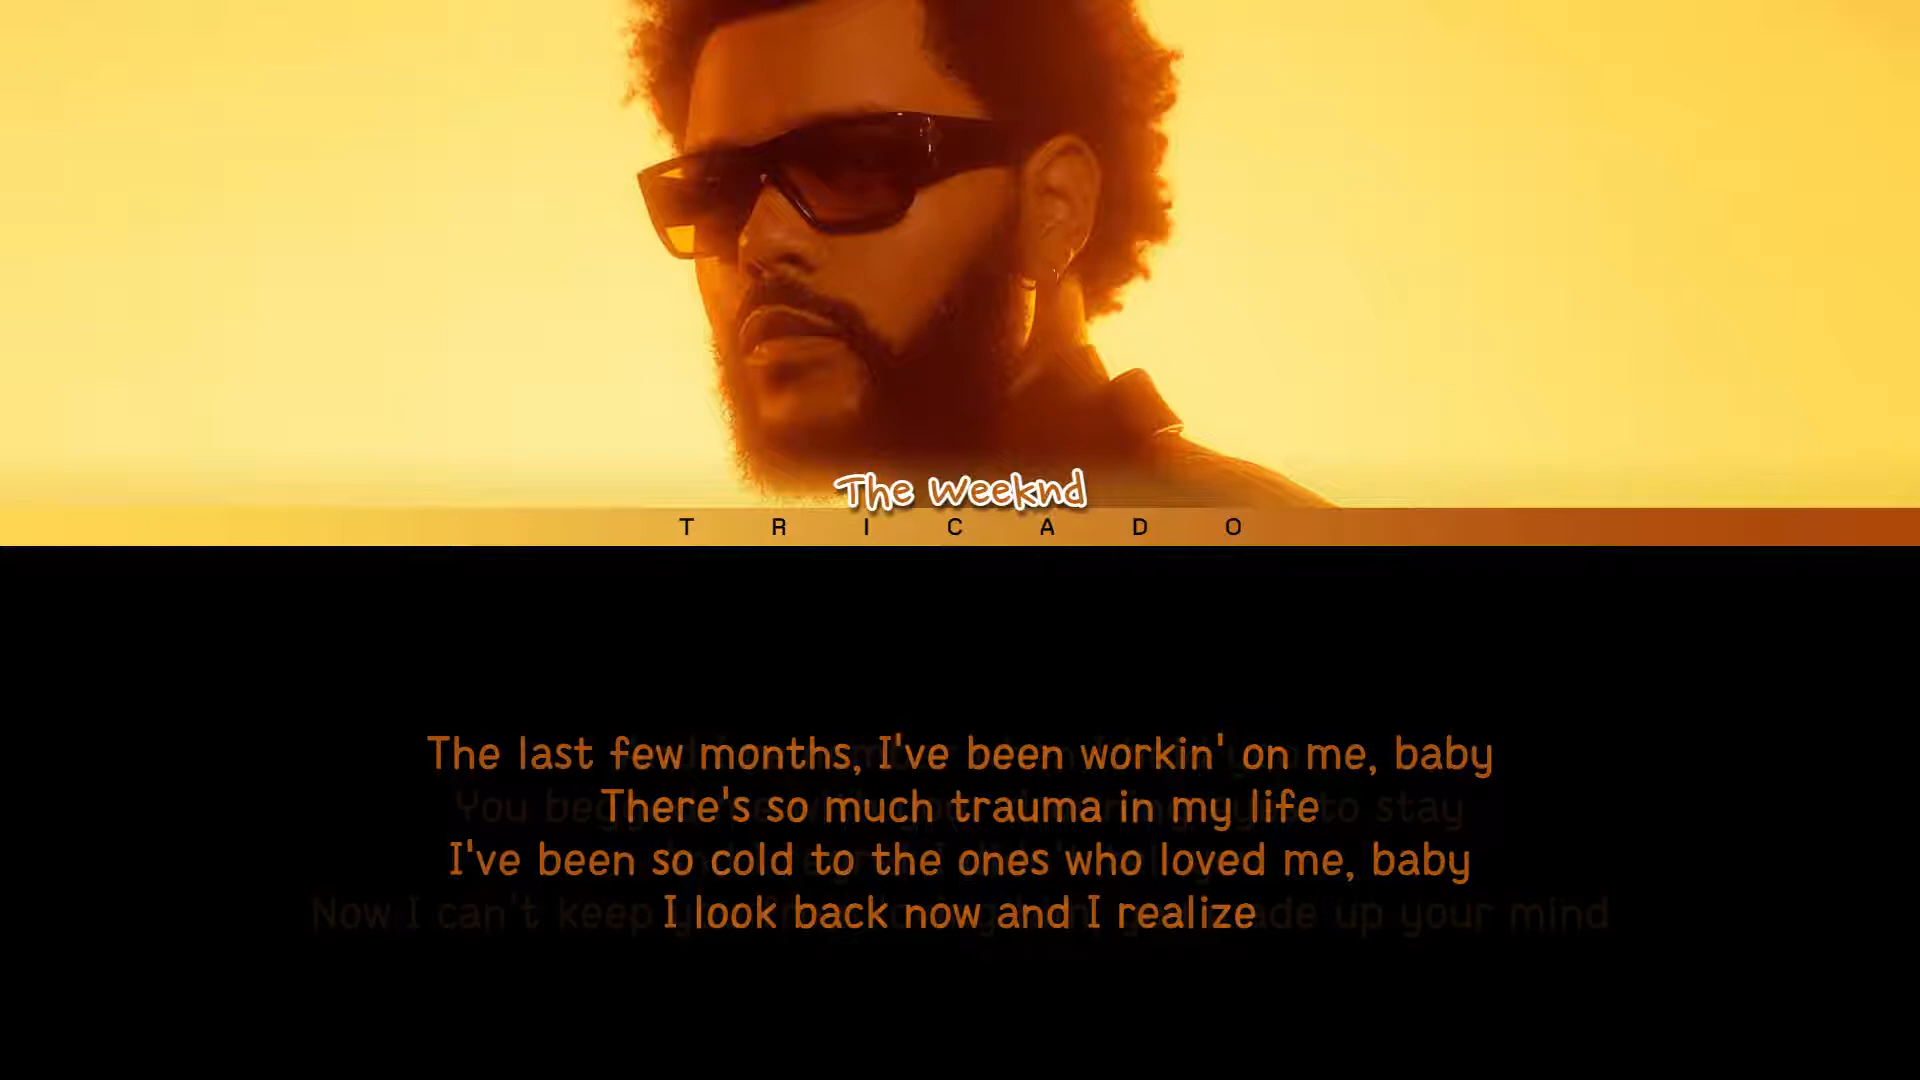 The Weeknd
T R I C A D O
The last few months, I've been workin' on me, baby
There's so much trauma in my life
I've been so cold to the ones who loved me, baby
I look back now and I realize